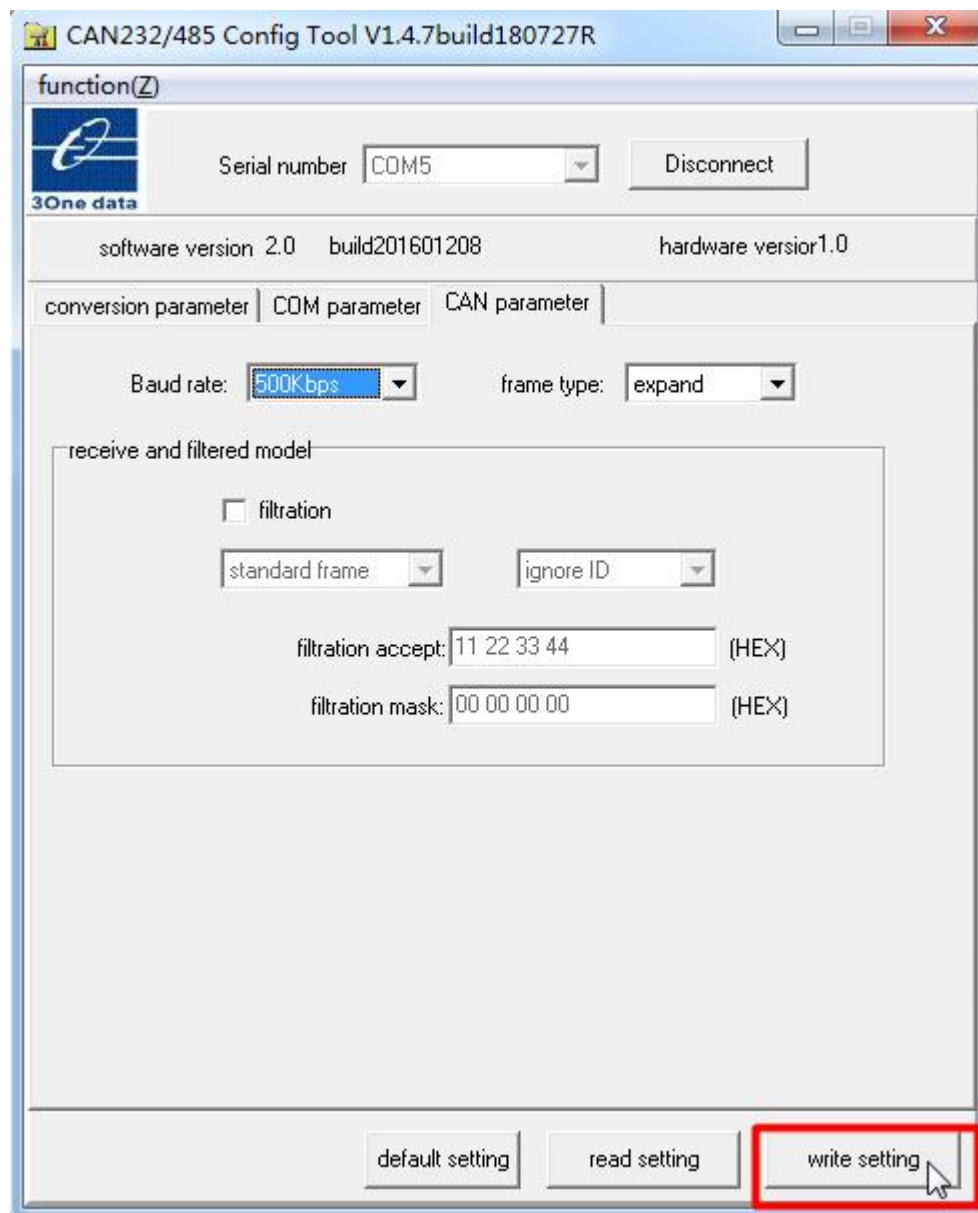 CAN232/485 Config Tool V1.4.7build180727R
function(Z)
3One data
Serial number COM5 Disconnect
software version 2.0 build201601208 hardware versior1.0
conversion parameter COM parameter CAN parameter
Baud rate: 500Kbps frame type: expand
receive and filtered model
filtration
standard frame ignore ID
filtration accept: 11 22 33 44 (HEX)
filtration mask: 00 00 00 00 (HEX)
default setting read setting write setting